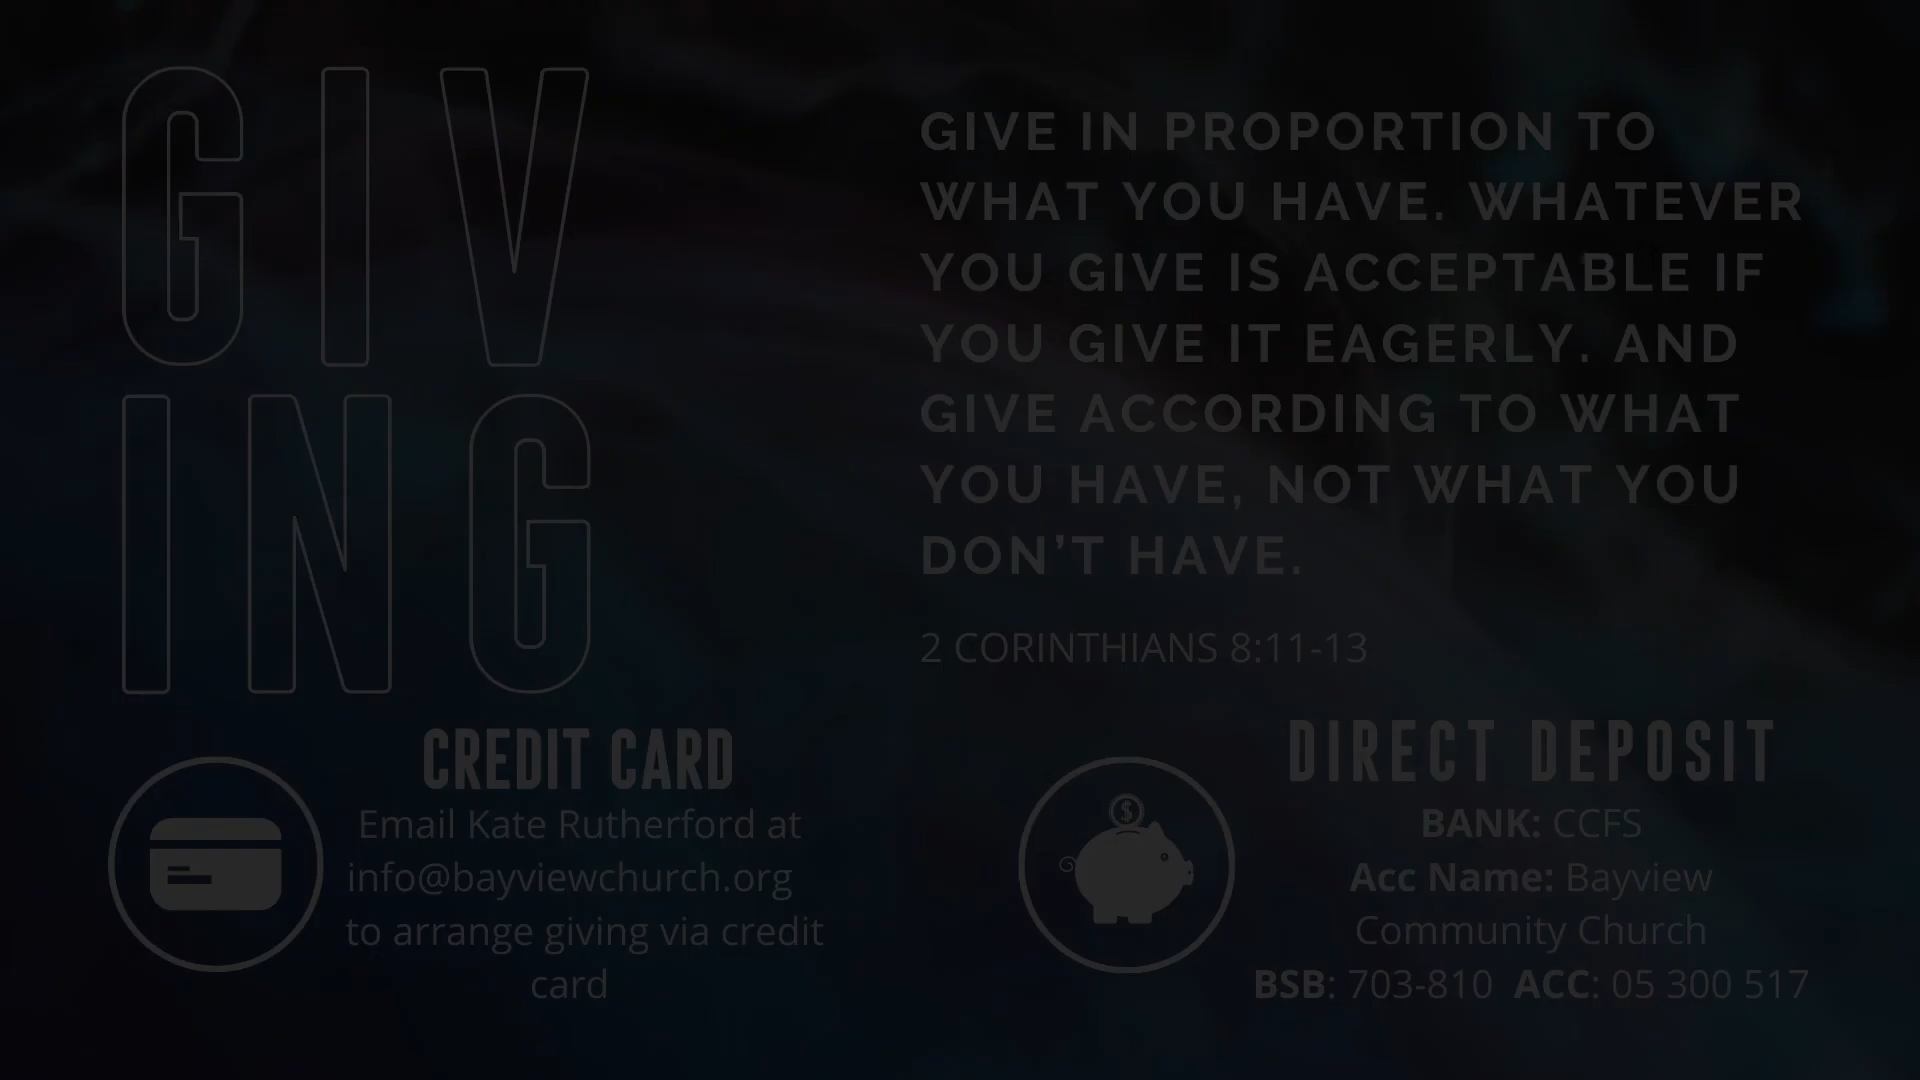 GIV
ING
GIVE IN PROPORTION TO
WHAT YOU HAVE. WHATEVER
YOU GIVE IS ACCEPTABLE IF
YOU GIVE IT EAGERLY. AND
GIVE ACCORDING TO WHAT
YOU HAVE, NOT WHAT YOU
DON'T HAVE.
2 CORINTHIANS 8:11-13
CREDIT CARD
Email Kate Rutherford at
info@bayviewchurch.org
to arrange giving via credit
card
$
DIRECT DEPOSIT
BANK: CCFS
Acc Name: Bayview
Community Church
BSB: 703-810 ACC: 05 300 517